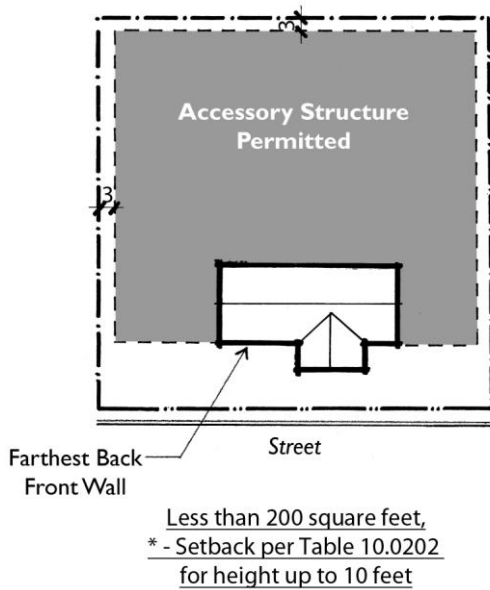 3
Accessory Structure
Permitted
3
Farthest Back
Front Wall
Street
Less than 200 square feet,
* - Setback per Table 10.0202
for height up to 10 feet